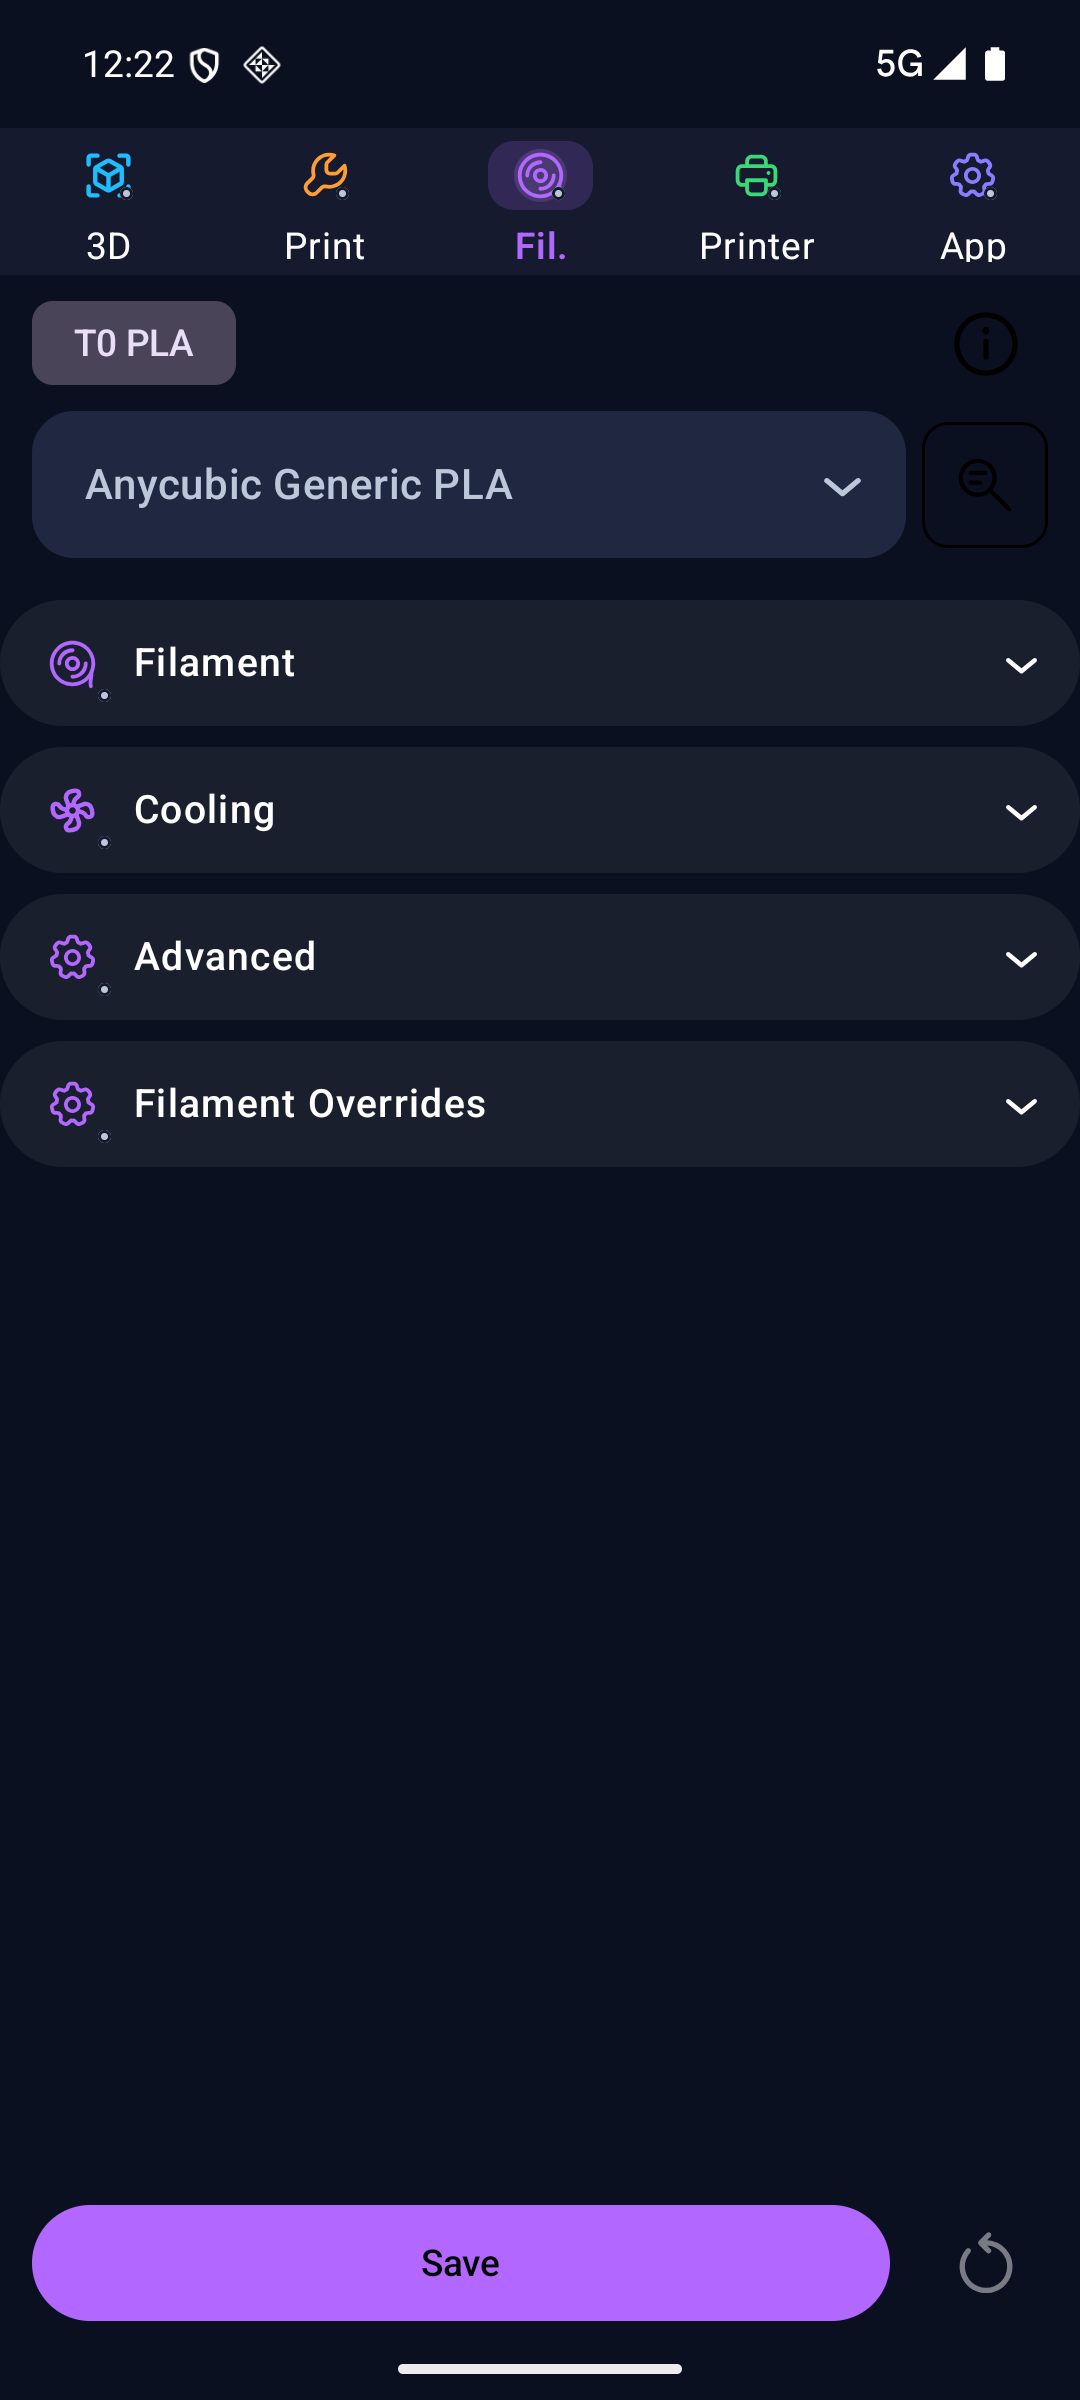 12:22
5G
3D
Print
Fil.
Printer
App
T0 PLA
Anycubic Generic PLA
Filament
Cooling
Advanced
Filament Overrides
Save